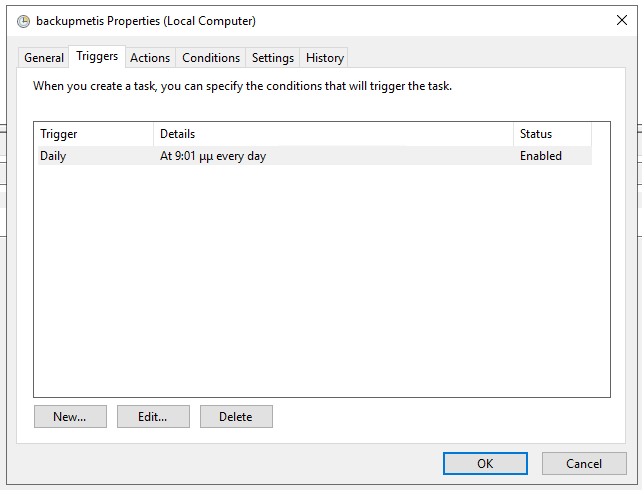 backupmetis Properties (Local Computer)
General Triggers Actions Conditions Settings History
When you create a task, you can specify the conditions that will trigger the task.
Trigger Details Status
Daily At 9:01 μμ every day Enabled
New... Edit... Delete
OK Cancel